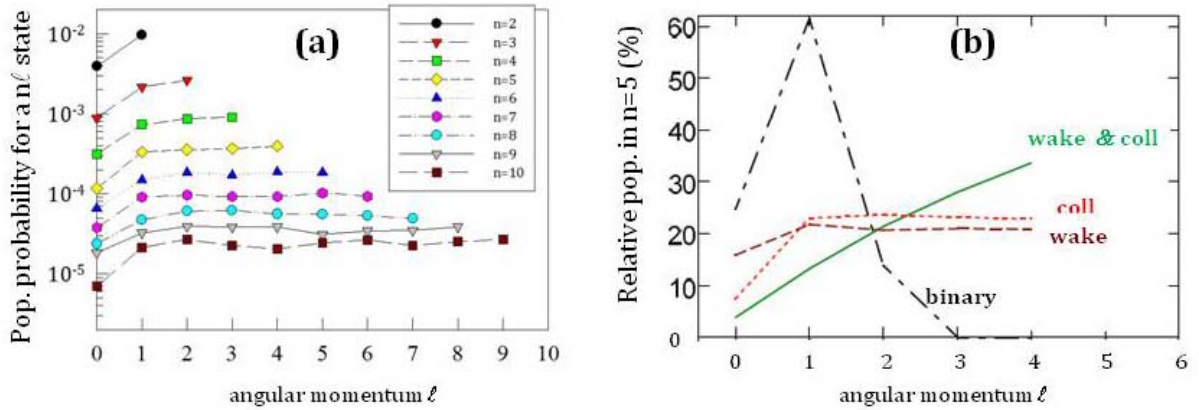 (a)
Pop. probability for a nℓ state
10⁻²
10⁻³
10⁻⁴
10⁻⁵
0 1 2 3 4 5 6 7 8 9 10
angular momentum ℓ
n=2
n=3
n=4
n=5
n=6
n=7
n=8
n=9
n=10
(b)
Relative pop. in n=5 (%)
60
50
40
30
20
10
0
0 1 2 3 4 5 6
angular momentum ℓ
wake & coll
coll
wake
binary